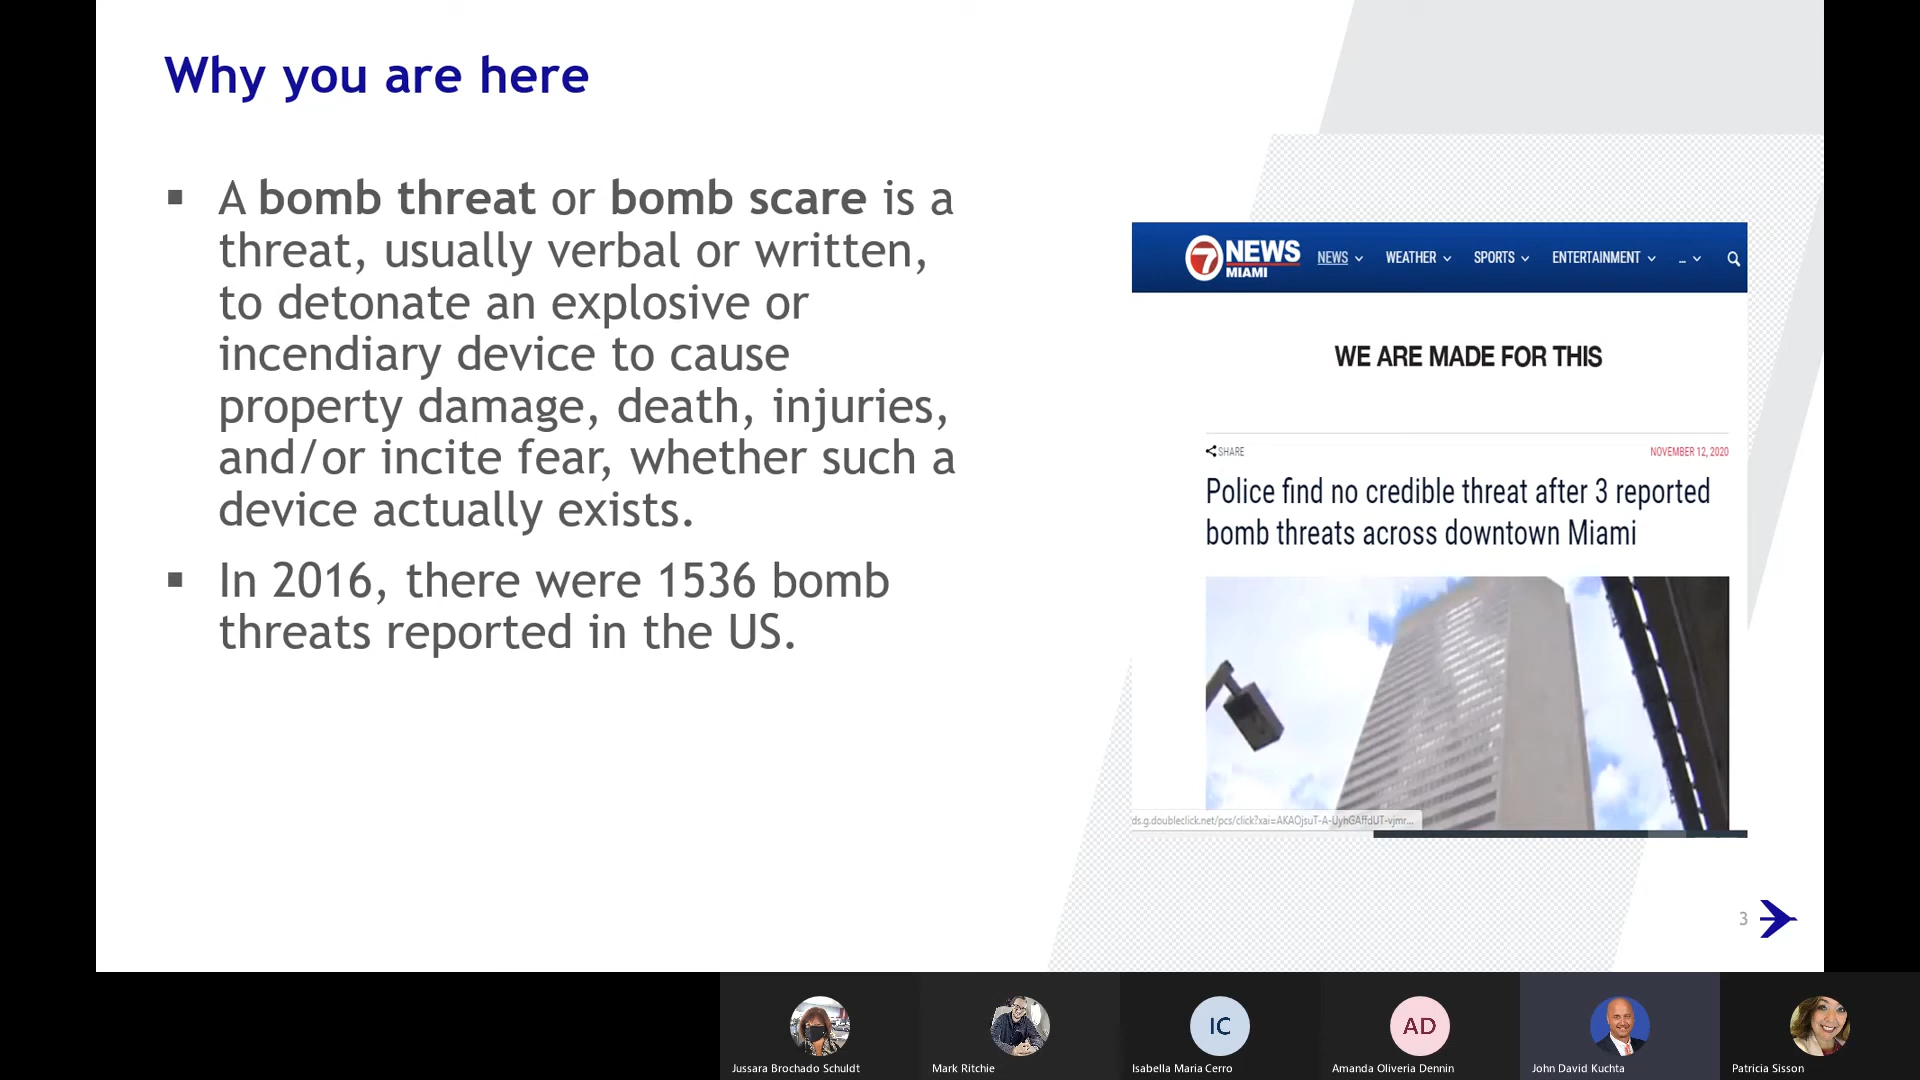 Why you are here
A bomb threat or bomb scare is a
threat, usually verbal or written,
to detonate an explosive or
incendiary device to cause
property damage, death, injuries,
and/or incite fear, whether such a
device actually exists.
In 2016, there were 1536 bomb
threats reported in the US.
7 NEWS
MIAMI
NEWS WEATHER SPORTS ENTERTAINMENT ...
WE ARE MADE FOR THIS
SHARE NOVEMBER 12, 2020
Police find no credible threat after 3 reported
bomb threats across downtown Miami
ds.g.doubleclick.net/pcs/click?xai=AKAOjsuT-A-UyhGAffdUT-vjmr...
3
IC AD
Jussara Brochado Schuldt Mark Ritchie Isabella Maria Cerro Amanda Oliveria Dennin John David Kuchta Patricia Sisson